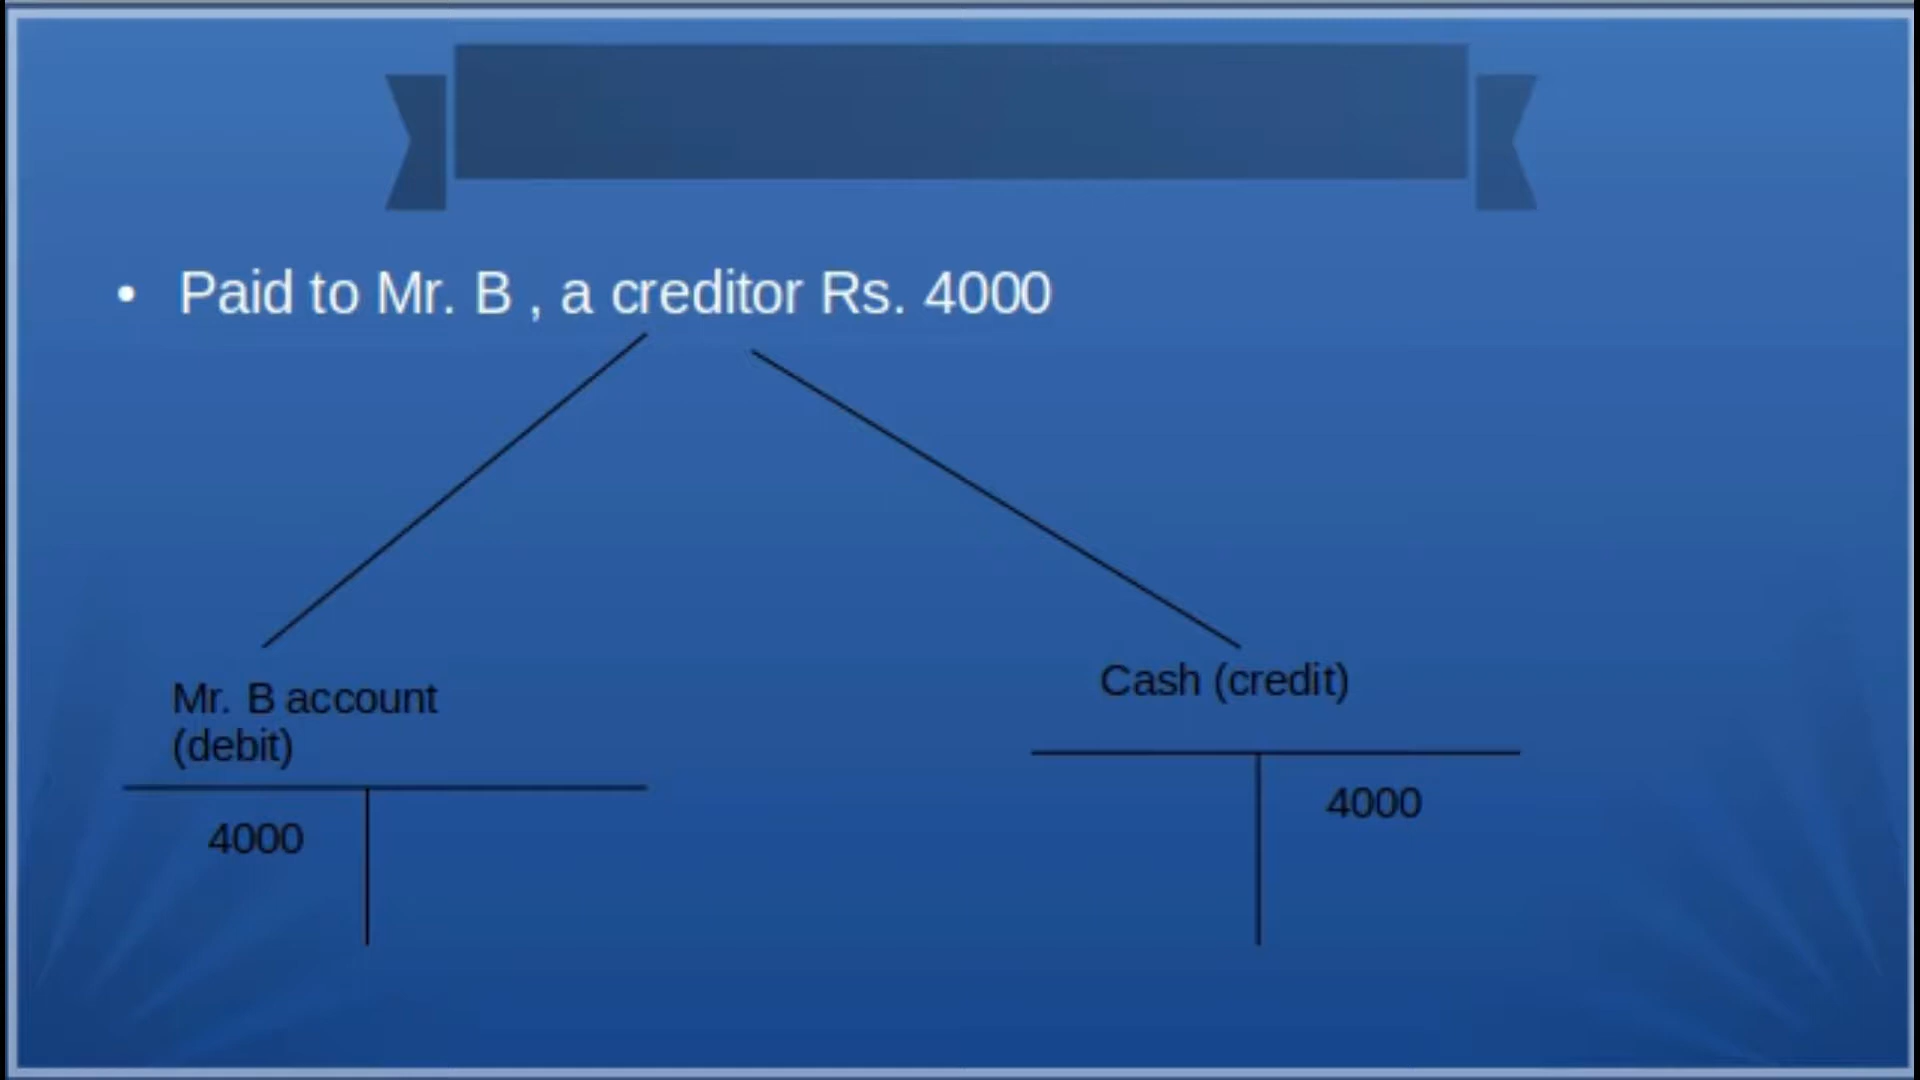 • Paid to Mr. B , a creditor Rs. 4000
Mr. B account
(debit)
4000
Cash (credit)
4000